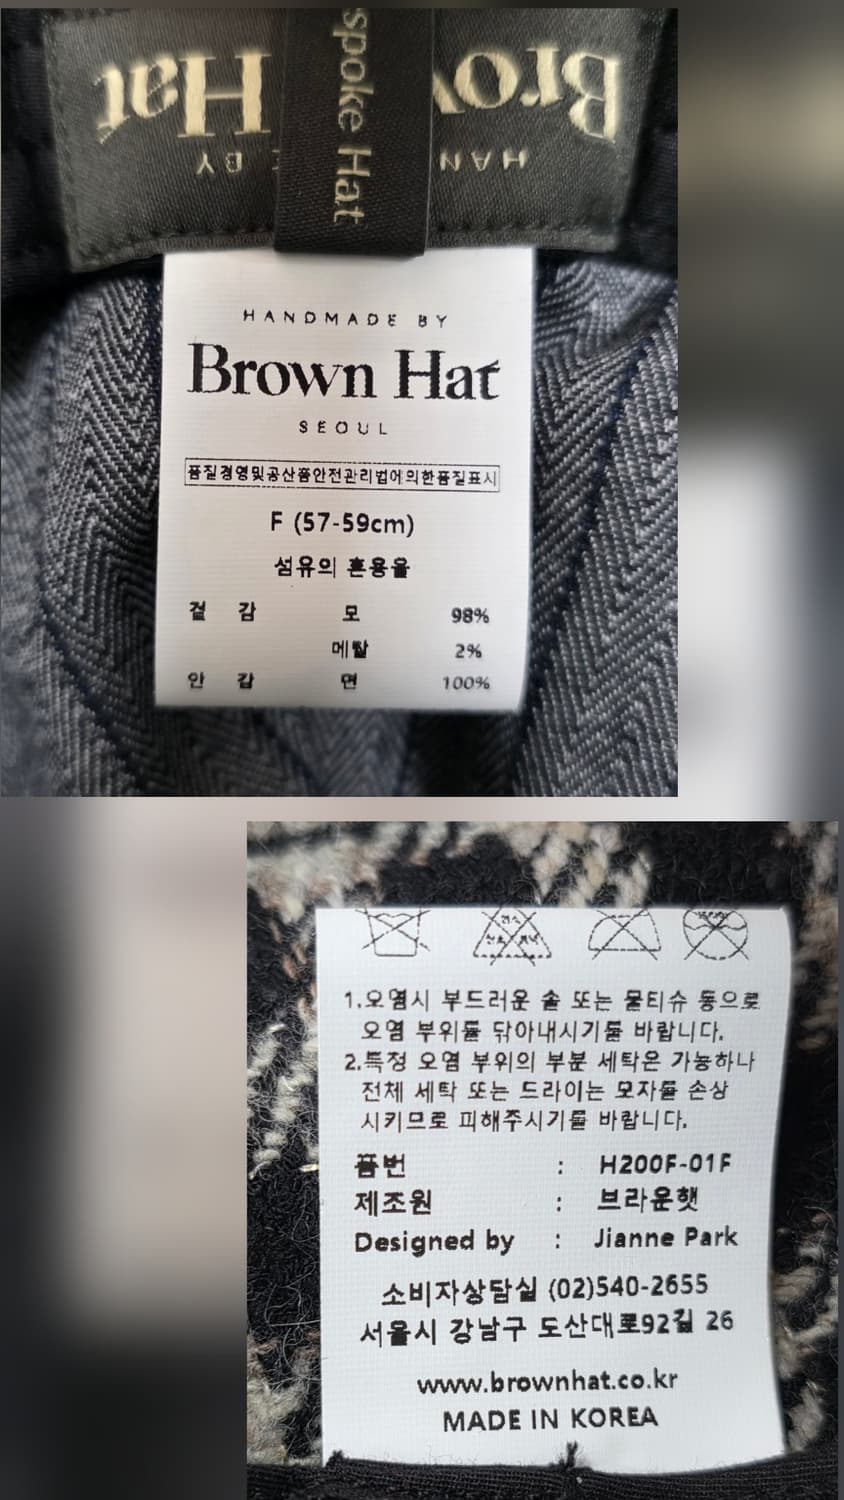 Brown
Hat
HAN
BY
spoke Hat
HANDMADE BY
Brown Hat
SEOUL
품질경영및공산품안전관리법에의한품질표시
F (57-59cm)
섬유의 혼용율
겉 감 모 98%
메탈 2%
안 감 면 100%
1.오염시 부드러운 솔 또는 물티슈 등으로
오염 부위를 닦아내시기를 바랍니다.
2.특정 오염 부위의 부분 세탁은 가능하나
전체 세탁 또는 드라이는 모자를 손상
시키므로 피해주시기를 바랍니다.
품번 : H200F-01F
제조원 : 브라운햇
Designed by : Jianne Park
소비자상담실 (02)540-2655
서울시 강남구 도산대로92길 26
www.brownhat.co.kr
MADE IN KOREA